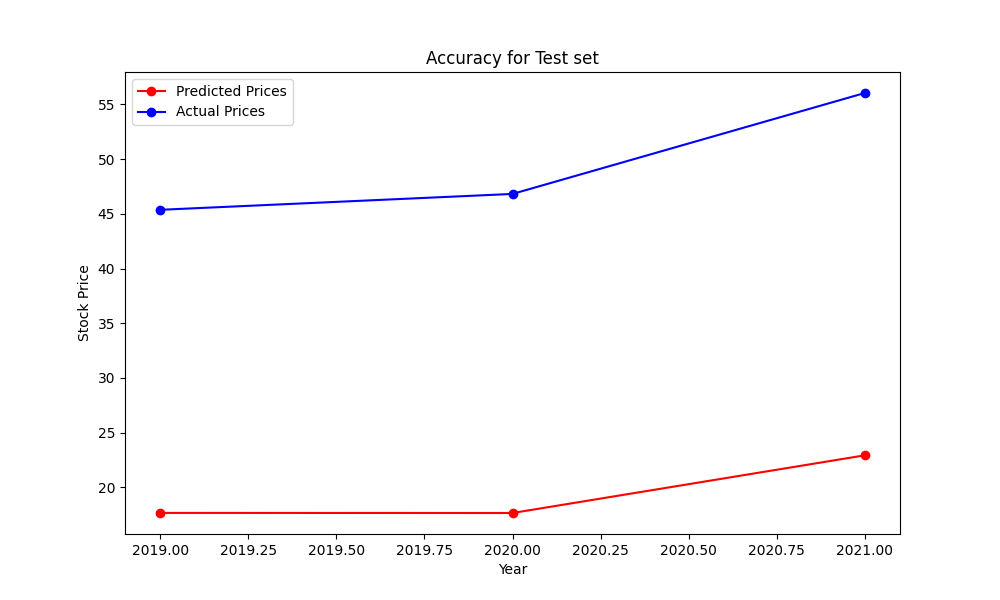 Accuracy for Test set
Predicted Prices
Actual Prices
55
50
45
40
35
30
25
20
Stock Price
2019.00 2019.25 2019.50 2019.75 2020.00 2020.25 2020.50 2020.75 2021.00
Year